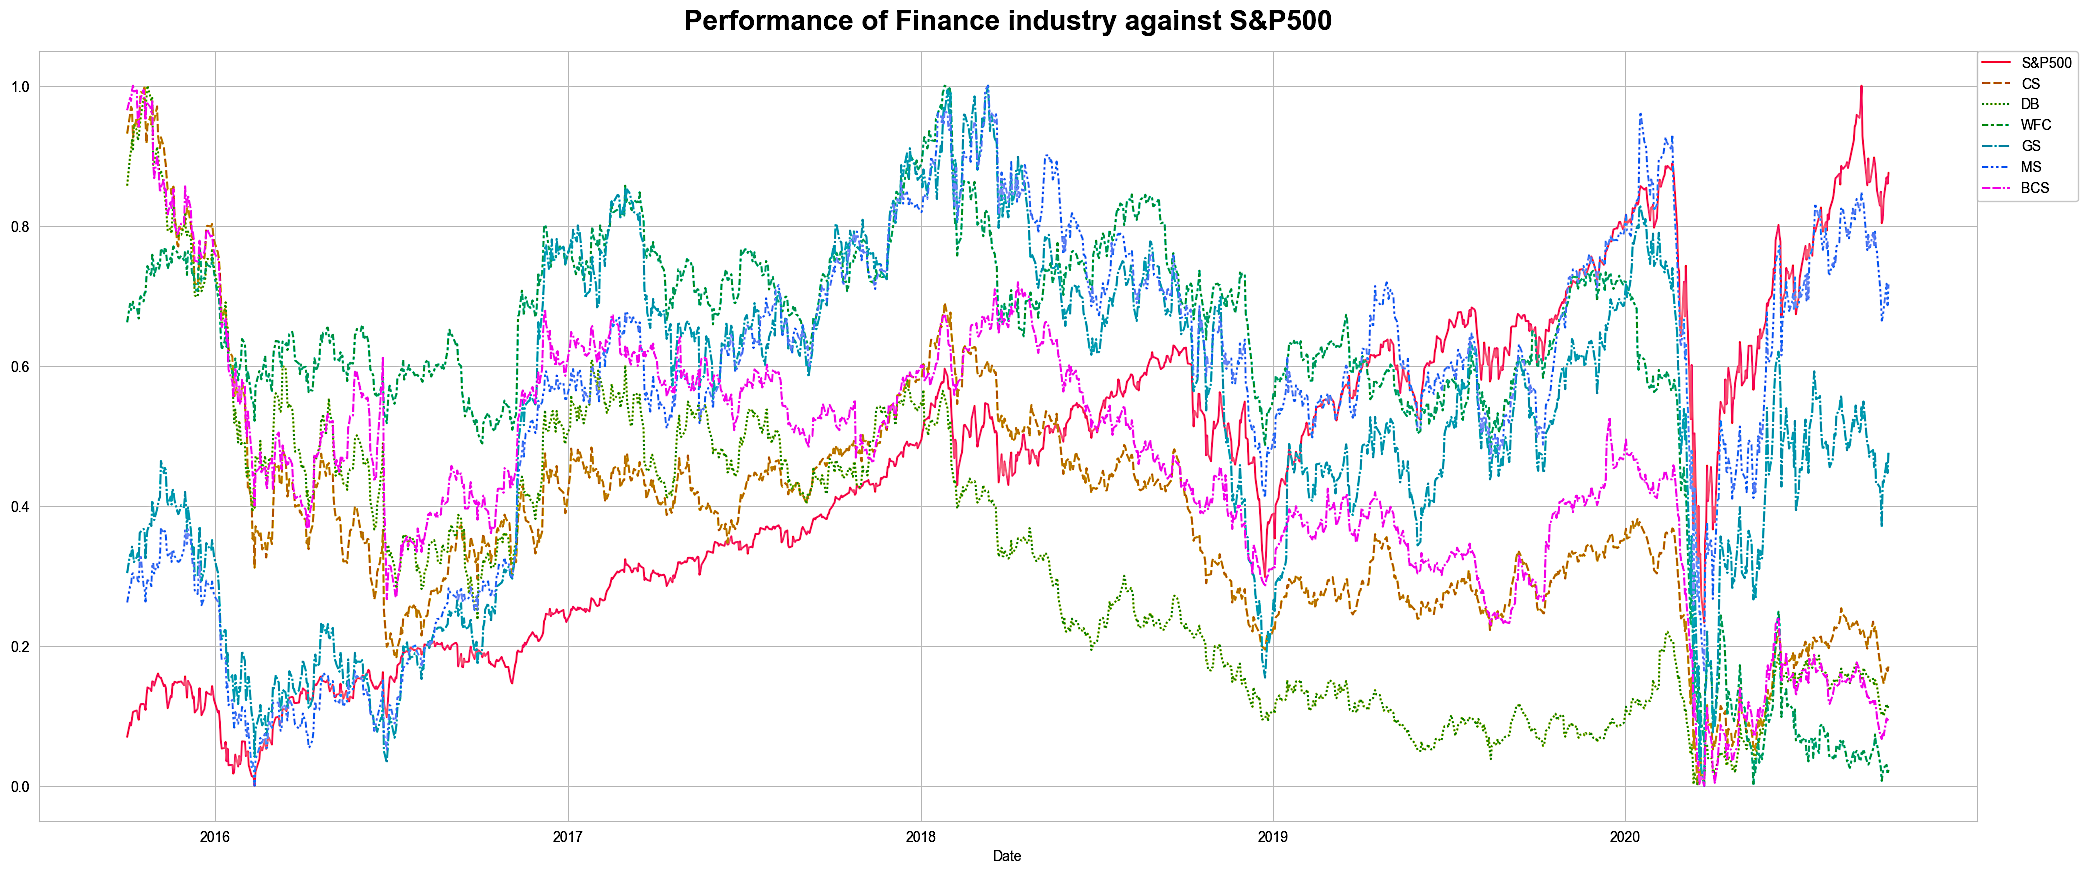 Performance of Finance industry against S&P500
1.0
0.8
0.6
0.4
0.2
0.0
2016
2017
2018
2019
2020
Date
S&P500
CS
DB
WFC
GS
MS
BCS